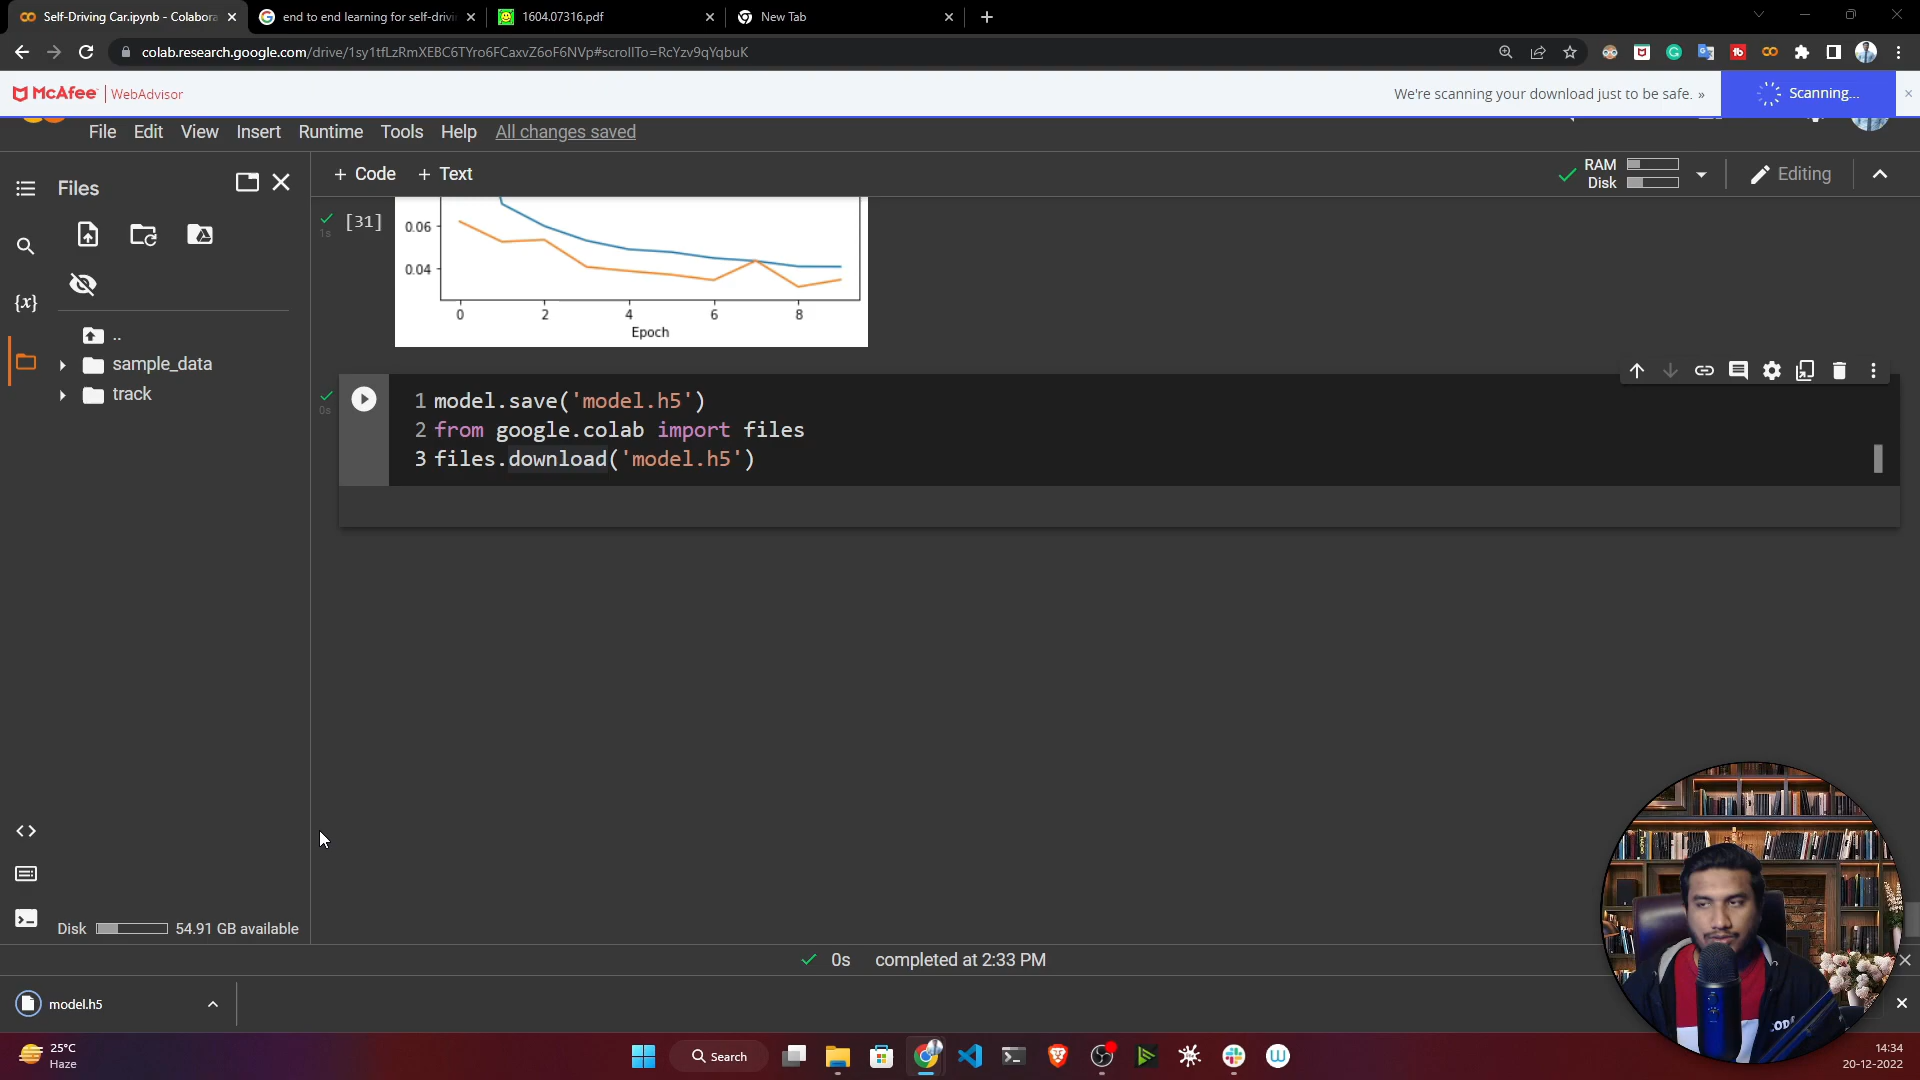 Self-Driving Car.ipynb - Colabora
end to end learning for self-drivi
1604.07316.pdf
New Tab
colab.research.google.com/drive/1sy1tfLzRmXEBC6TYro6FCaxvZ6oF6NVp#scrollTo=RcYzv9qYqbuK
McAfee | WebAdvisor
We're scanning your download just to be safe. »
Scanning...
File Edit View Insert Runtime Tools Help All changes saved
Files
+ Code + Text
RAM
Disk
Editing
[31]
1s
0.06
0.04
0 2 4 6 8
Epoch
{x}
..
sample_data
track
0s
1 model.save('model.h5')
2 from google.colab import files
3 files.download('model.h5')
Disk 54.91 GB available
0s completed at 2:33 PM
model.h5
25°C
Haze
Search
14:34
20-12-2022